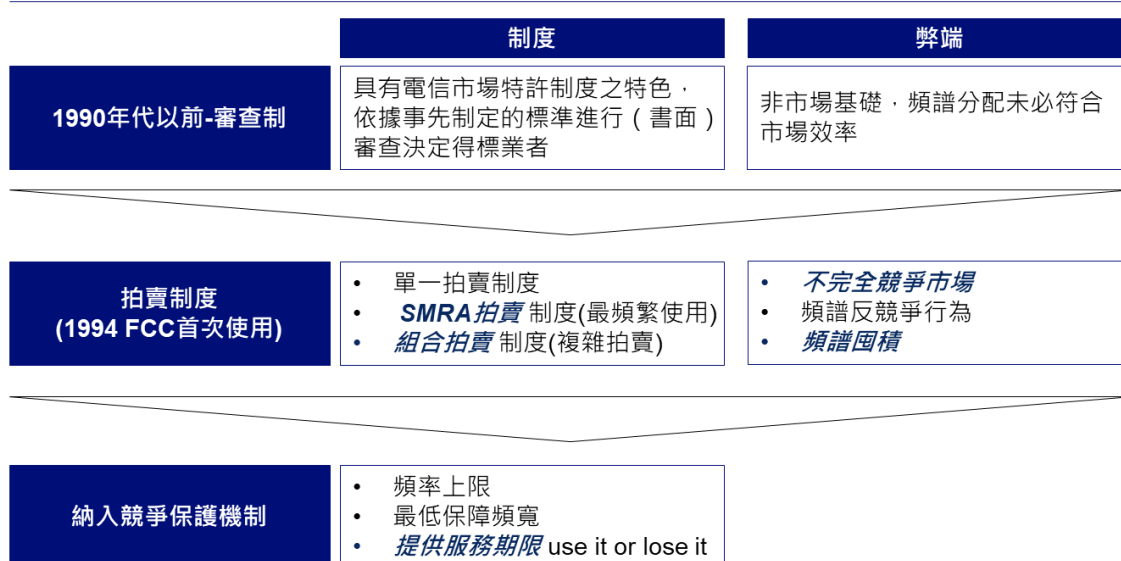 制度
弊端
1990年代以前-審查制
具有電信市場特許制度之特色，
依據事先制定的標準進行（書面）
審查決定得標業者
非市場基礎，頻譜分配未必符合
市場效率
拍賣制度
(1994 FCC首次使用)
• 單一拍賣制度
• SMRA拍賣 制度(最頻繁使用)
• 組合拍賣 制度(複雜拍賣)
• 不完全競爭市場
• 頻譜反競爭行為
• 頻譜囤積
納入競爭保護機制
• 頻率上限
• 最低保障頻寬
• 提供服務期限 use it or lose it